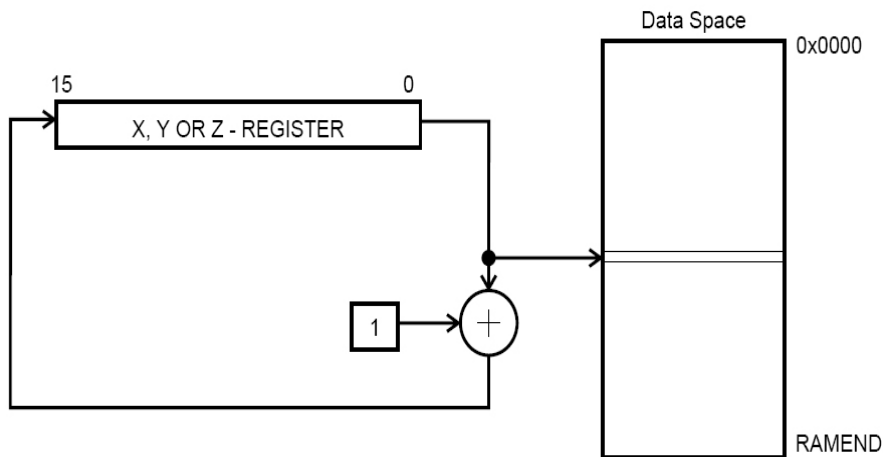 Data Space
0x0000
15
0
X, Y OR Z - REGISTER
1
+
RAMEND